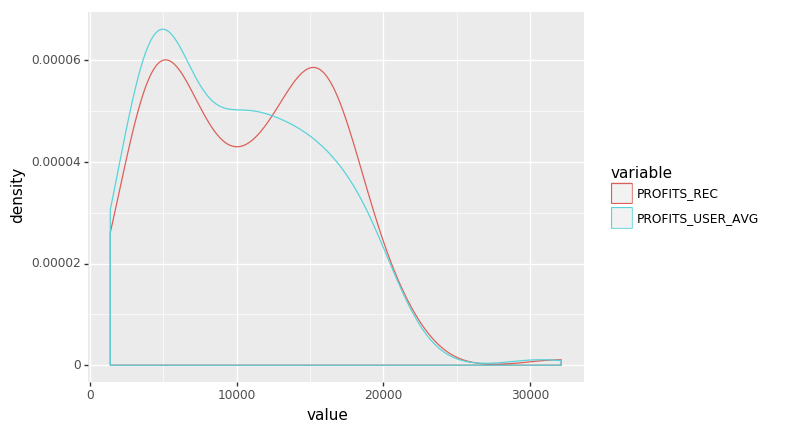 0.00006
0.00004
0.00002
0
density
0
10000
20000
30000
value
variable
PROFITS_REC
PROFITS_USER_AVG